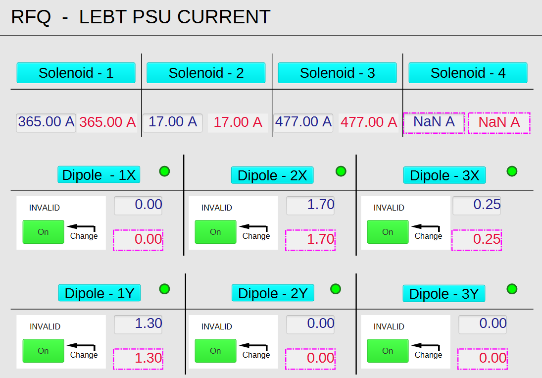 RFQ - LEBT PSU CURRENT
Solenoid - 1 Solenoid - 2 Solenoid - 3 Solenoid - 4
365.00 A 365.00 A 17.00 A 17.00 A 477.00 A 477.00 A NaN A NaN A
Dipole - 1X Dipole - 2X Dipole - 3X
INVALID 0.00 INVALID 1.70 INVALID 0.25
On Change 0.00 On Change 1.70 On Change 0.25
Dipole - 1Y Dipole - 2Y Dipole - 3Y
INVALID 1.30 INVALID 0.00 INVALID 0.00
On Change 1.30 On Change 0.00 On Change 0.00